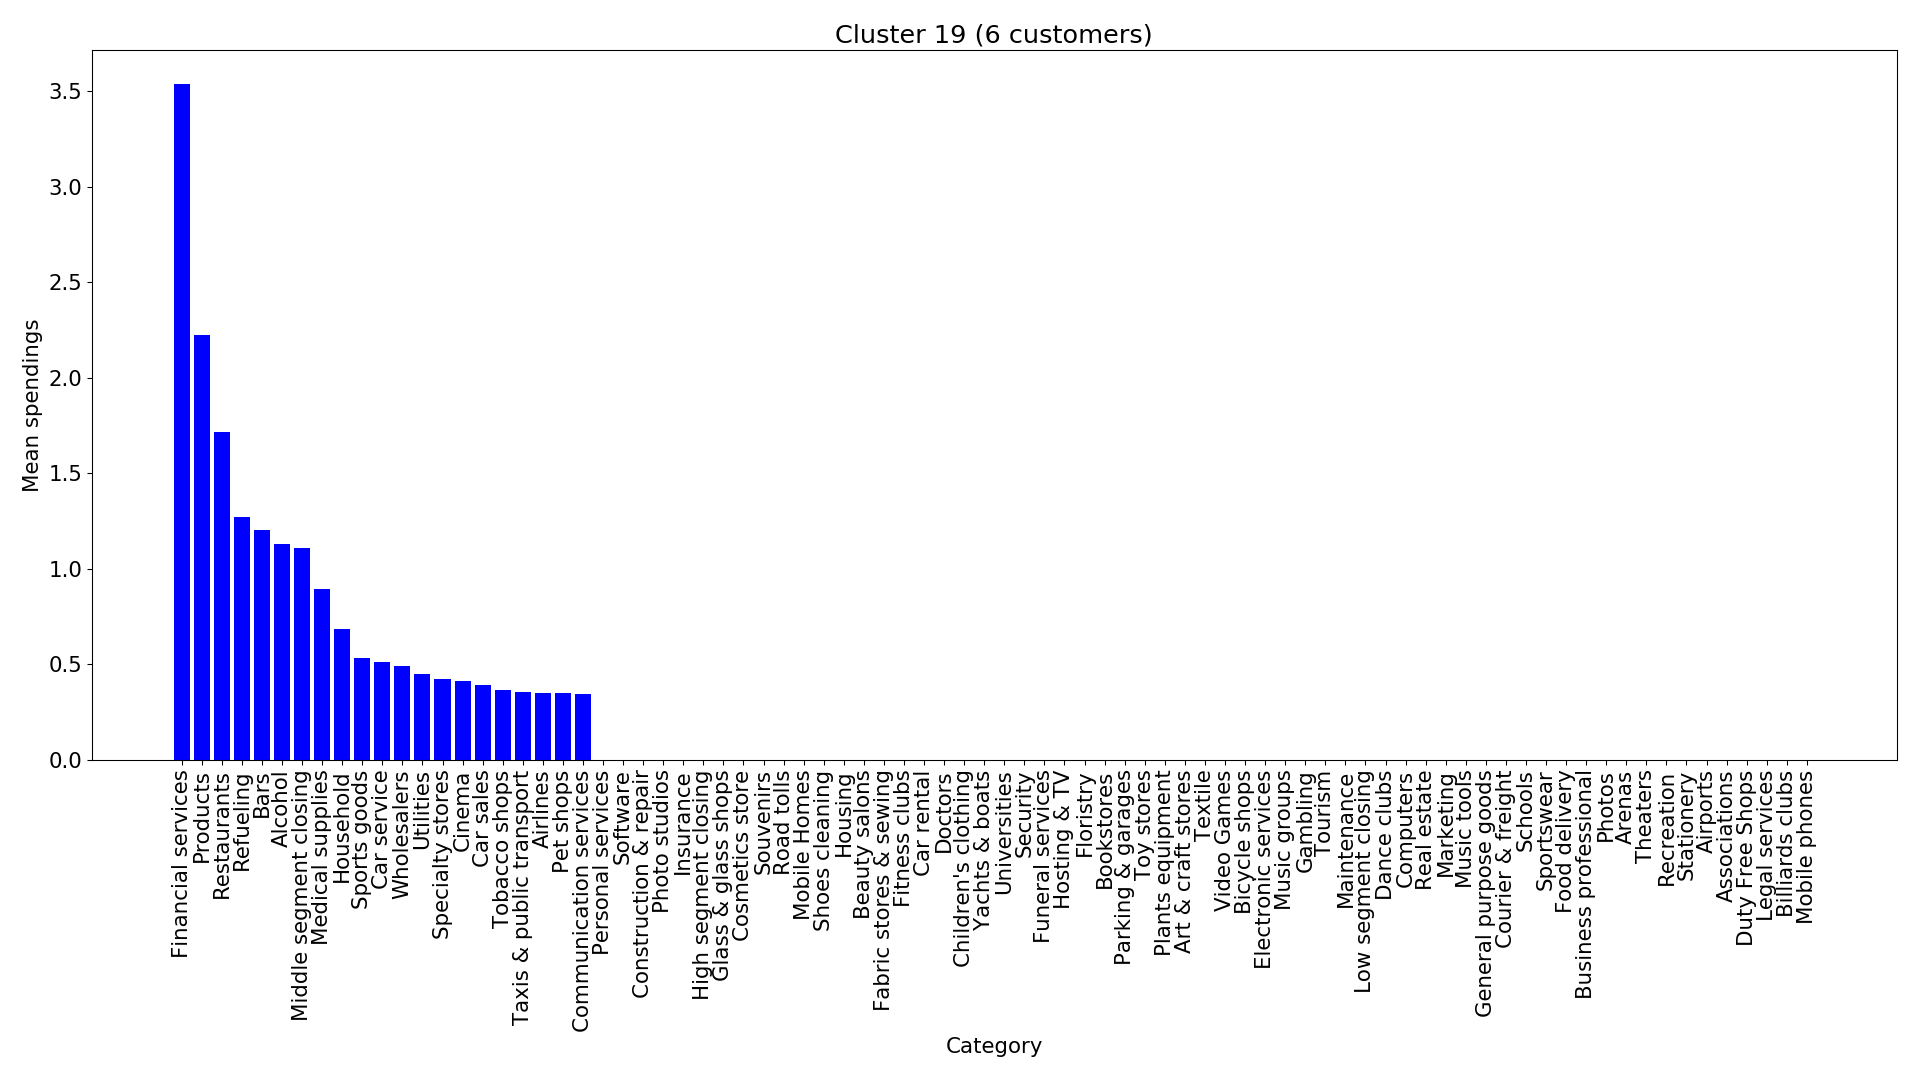 Cluster 19 (6 customers)
Mean spendings
3.5
3.0
2.5
2.0
1.5
1.0
0.5
0.0
Financial services
Products
Restaurants
Refueling
Bars
Alcohol
Middle segment closing
Medical supplies
Household
Sports goods
Car service
Wholesalers
Utilities
Specialty stores
Cinema
Car sales
Tobacco shops
Taxis & public transport
Airlines
Pet shops
Communication services
Personal services
Software
Construction & repair
Photo studios
Insurance
High segment closing
Glass & glass shops
Cosmetics store
Souvenirs
Road tolls
Mobile Homes
Shoes cleaning
Housing
Beauty salons
Fabric stores & sewing
Fitness clubs
Car rental
Doctors
Children's clothing
Yachts & boats
Universities
Security
Funeral services
Hosting & TV
Floristry
Bookstores
Parking & garages
Toy stores
Plants equipment
Art & craft stores
Textile
Video Games
Bicycle shops
Electronic services
Music groups
Gambling
Tourism
Maintenance
Low segment closing
Dance clubs
Computers
Real estate
Marketing
Music tools
General purpose goods
Courier & freight
Schools
Sportswear
Food delivery
Business professional
Photos
Arenas
Theaters
Recreation
Stationery
Airports
Associations
Duty Free Shops
Legal services
Billiards clubs
Mobile phones
Category